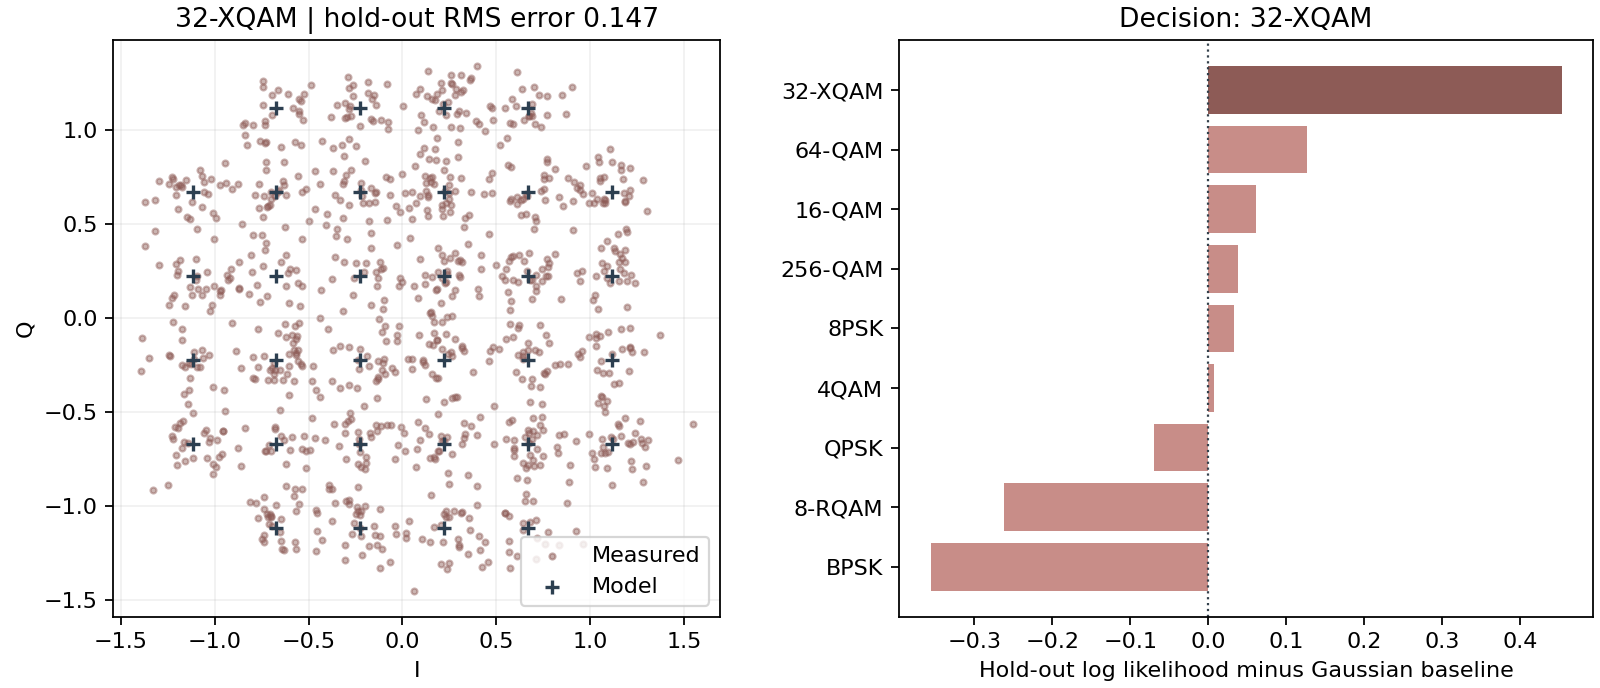 32-XQAM | hold-out RMS error 0.147
1.0
0.5
0.0
−0.5
−1.0
−1.5
Q
−1.5 −1.0 −0.5 0.0 0.5 1.0 1.5
I
Measured
Model
Decision: 32-XQAM
32-XQAM
64-QAM
16-QAM
256-QAM
8PSK
4QAM
QPSK
8-RQAM
BPSK
−0.3 −0.2 −0.1 0.0 0.1 0.2 0.3 0.4
Hold-out log likelihood minus Gaussian baseline